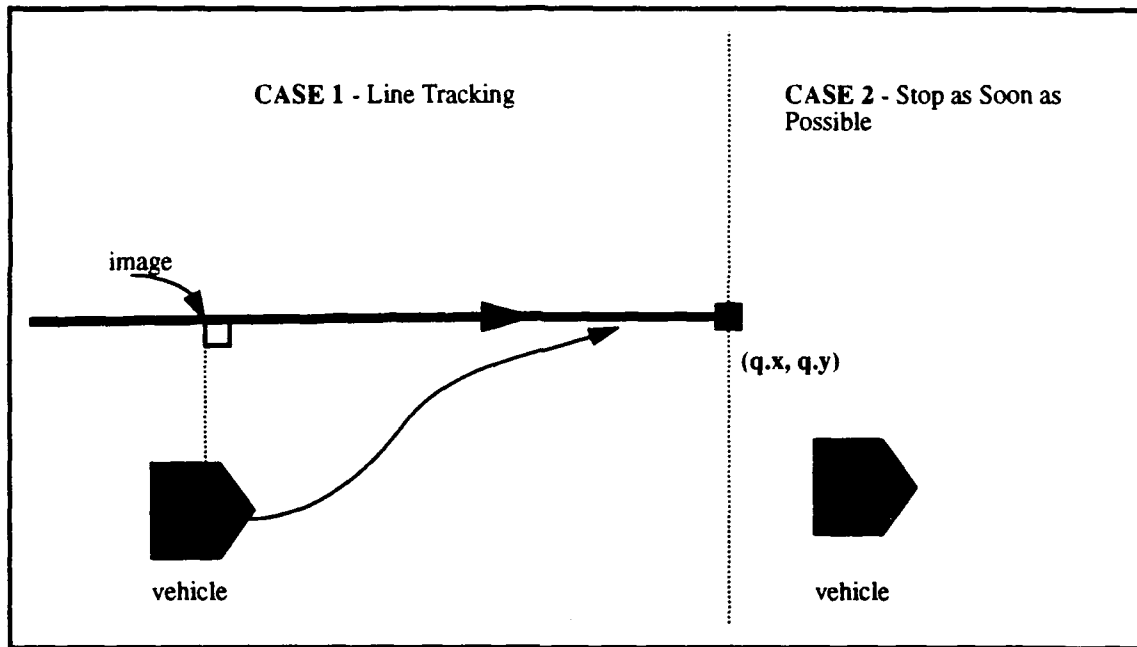 CASE 1 - Line Tracking
CASE 2 - Stop as Soon as
Possible
image
(q.x, q.y)
vehicle
vehicle